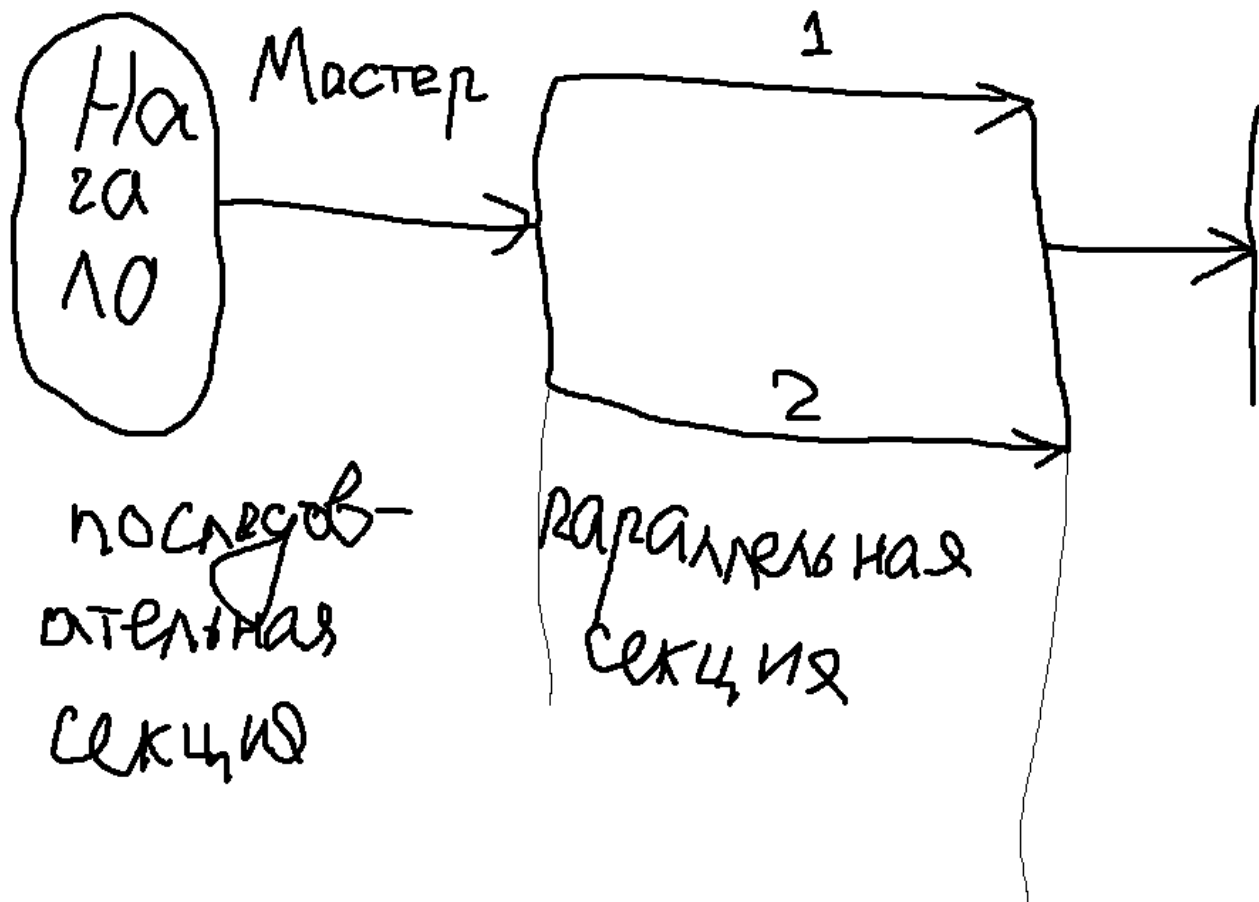 На
ча
ло
Мастер
1
2
последов-
ательная
секция
параллельная
секция